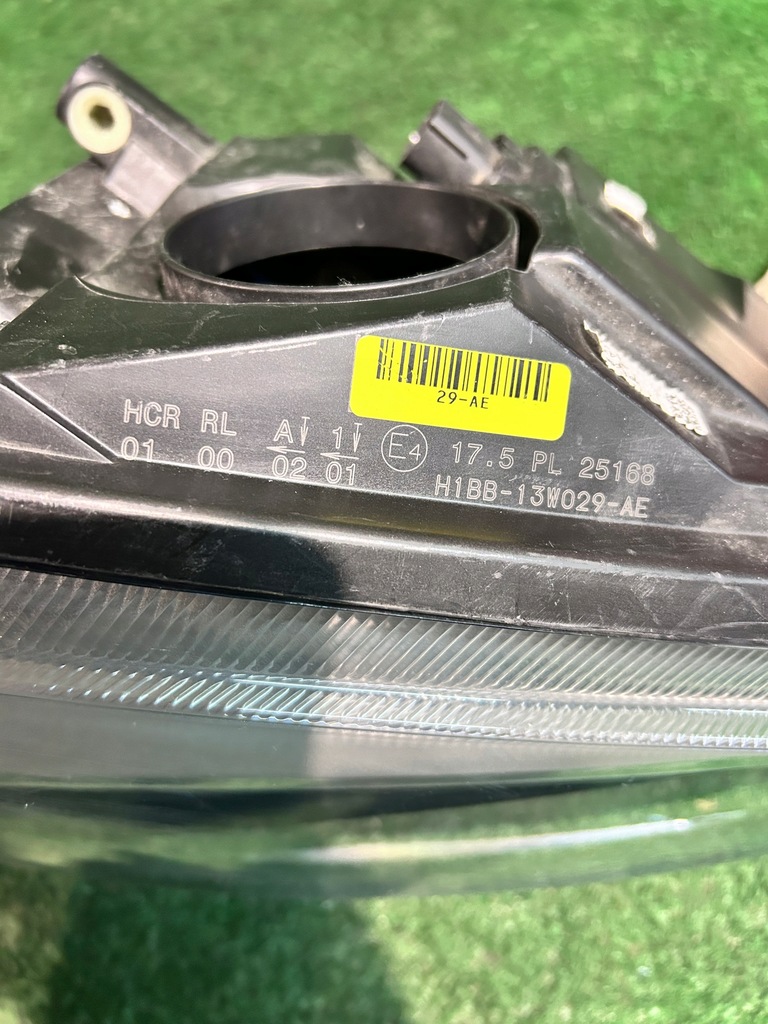 29-AE
HCR RL A 1 E4 17.5 PL 25168
01 00 02 01 H1BB-13W029-AE